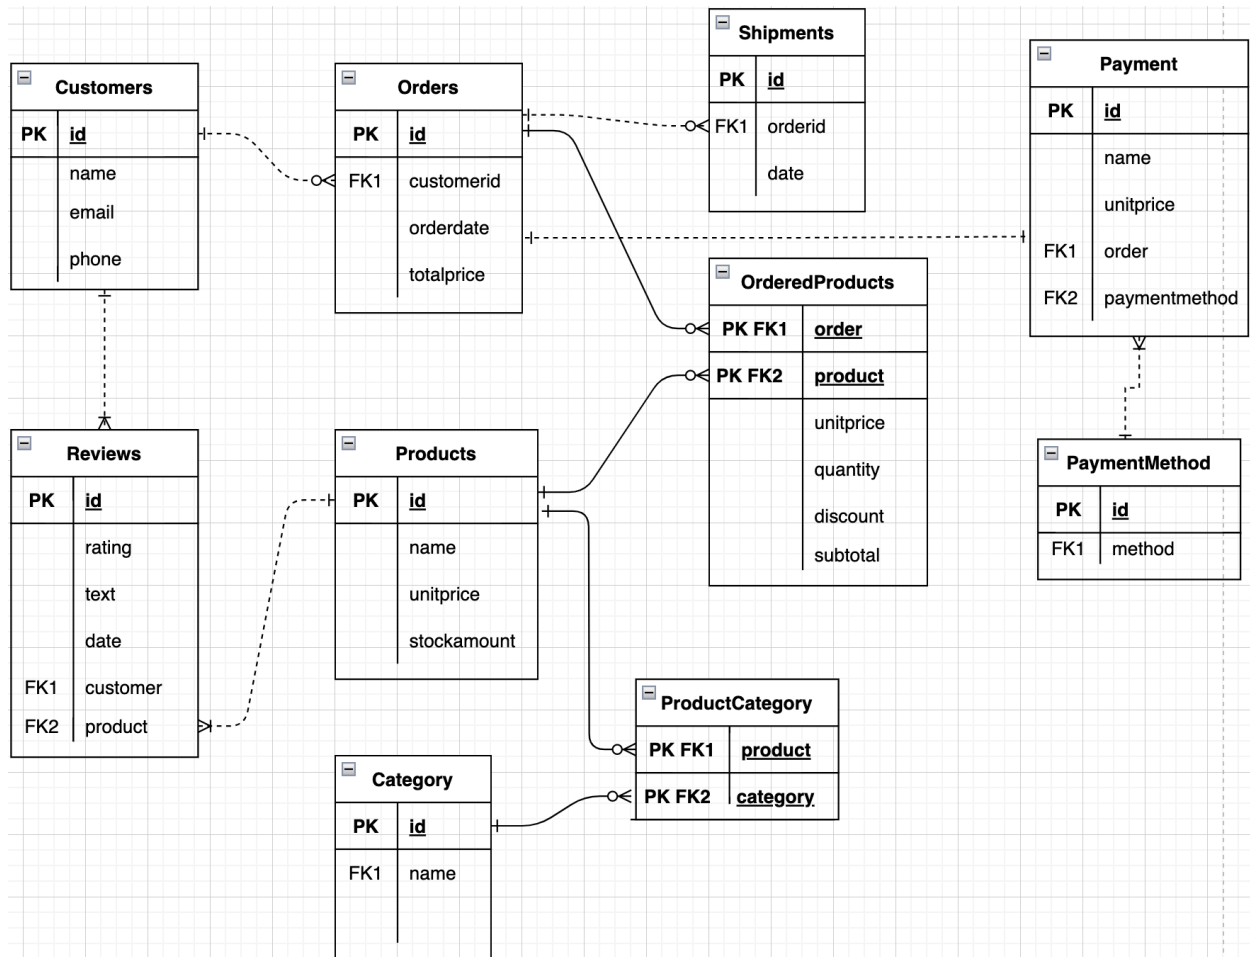 Customers
PK id
name
email
phone
Orders
PK id
FK1 customerid
orderdate
totalprice
Shipments
PK id
FK1 orderid
date
Payment
PK id
name
unitprice
FK1 order
FK2 paymentmethod
OrderedProducts
PK FK1 order
PK FK2 product
unitprice
quantity
discount
subtotal
Reviews
PK id
rating
text
date
FK1 customer
FK2 product
Products
PK id
name
unitprice
stockamount
PaymentMethod
PK id
FK1 method
ProductCategory
PK FK1 product
PK FK2 category
Category
PK id
FK1 name